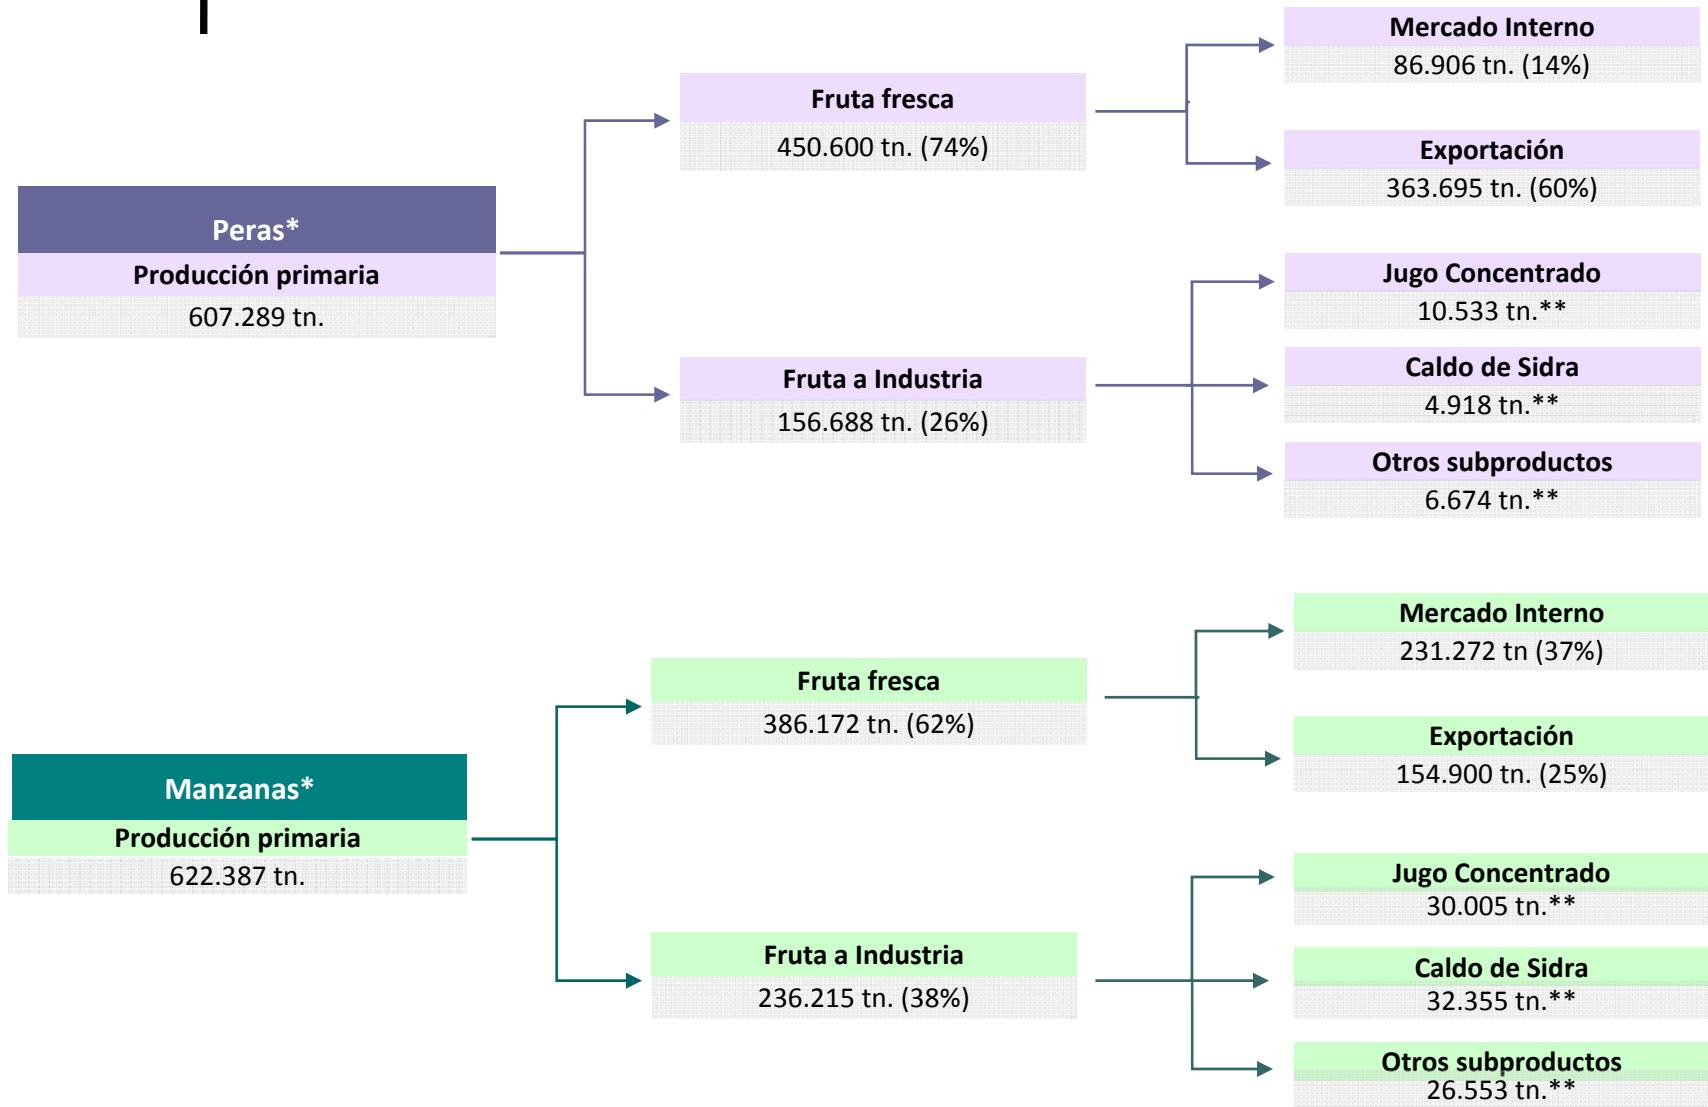 Peras*
Producción primaria
607.289 tn.
Fruta fresca
450.600 tn. (74%)
Mercado Interno
86.906 tn. (14%)
Exportación
363.695 tn. (60%)
Fruta a Industria
156.688 tn. (26%)
Jugo Concentrado
10.533 tn.**
Caldo de Sidra
4.918 tn.**
Otros subproductos
6.674 tn.**
Manzanas*
Producción primaria
622.387 tn.
Fruta fresca
386.172 tn. (62%)
Mercado Interno
231.272 tn (37%)
Exportación
154.900 tn. (25%)
Fruta a Industria
236.215 tn. (38%)
Jugo Concentrado
30.005 tn.**
Caldo de Sidra
32.355 tn.**
Otros subproductos
26.553 tn.**